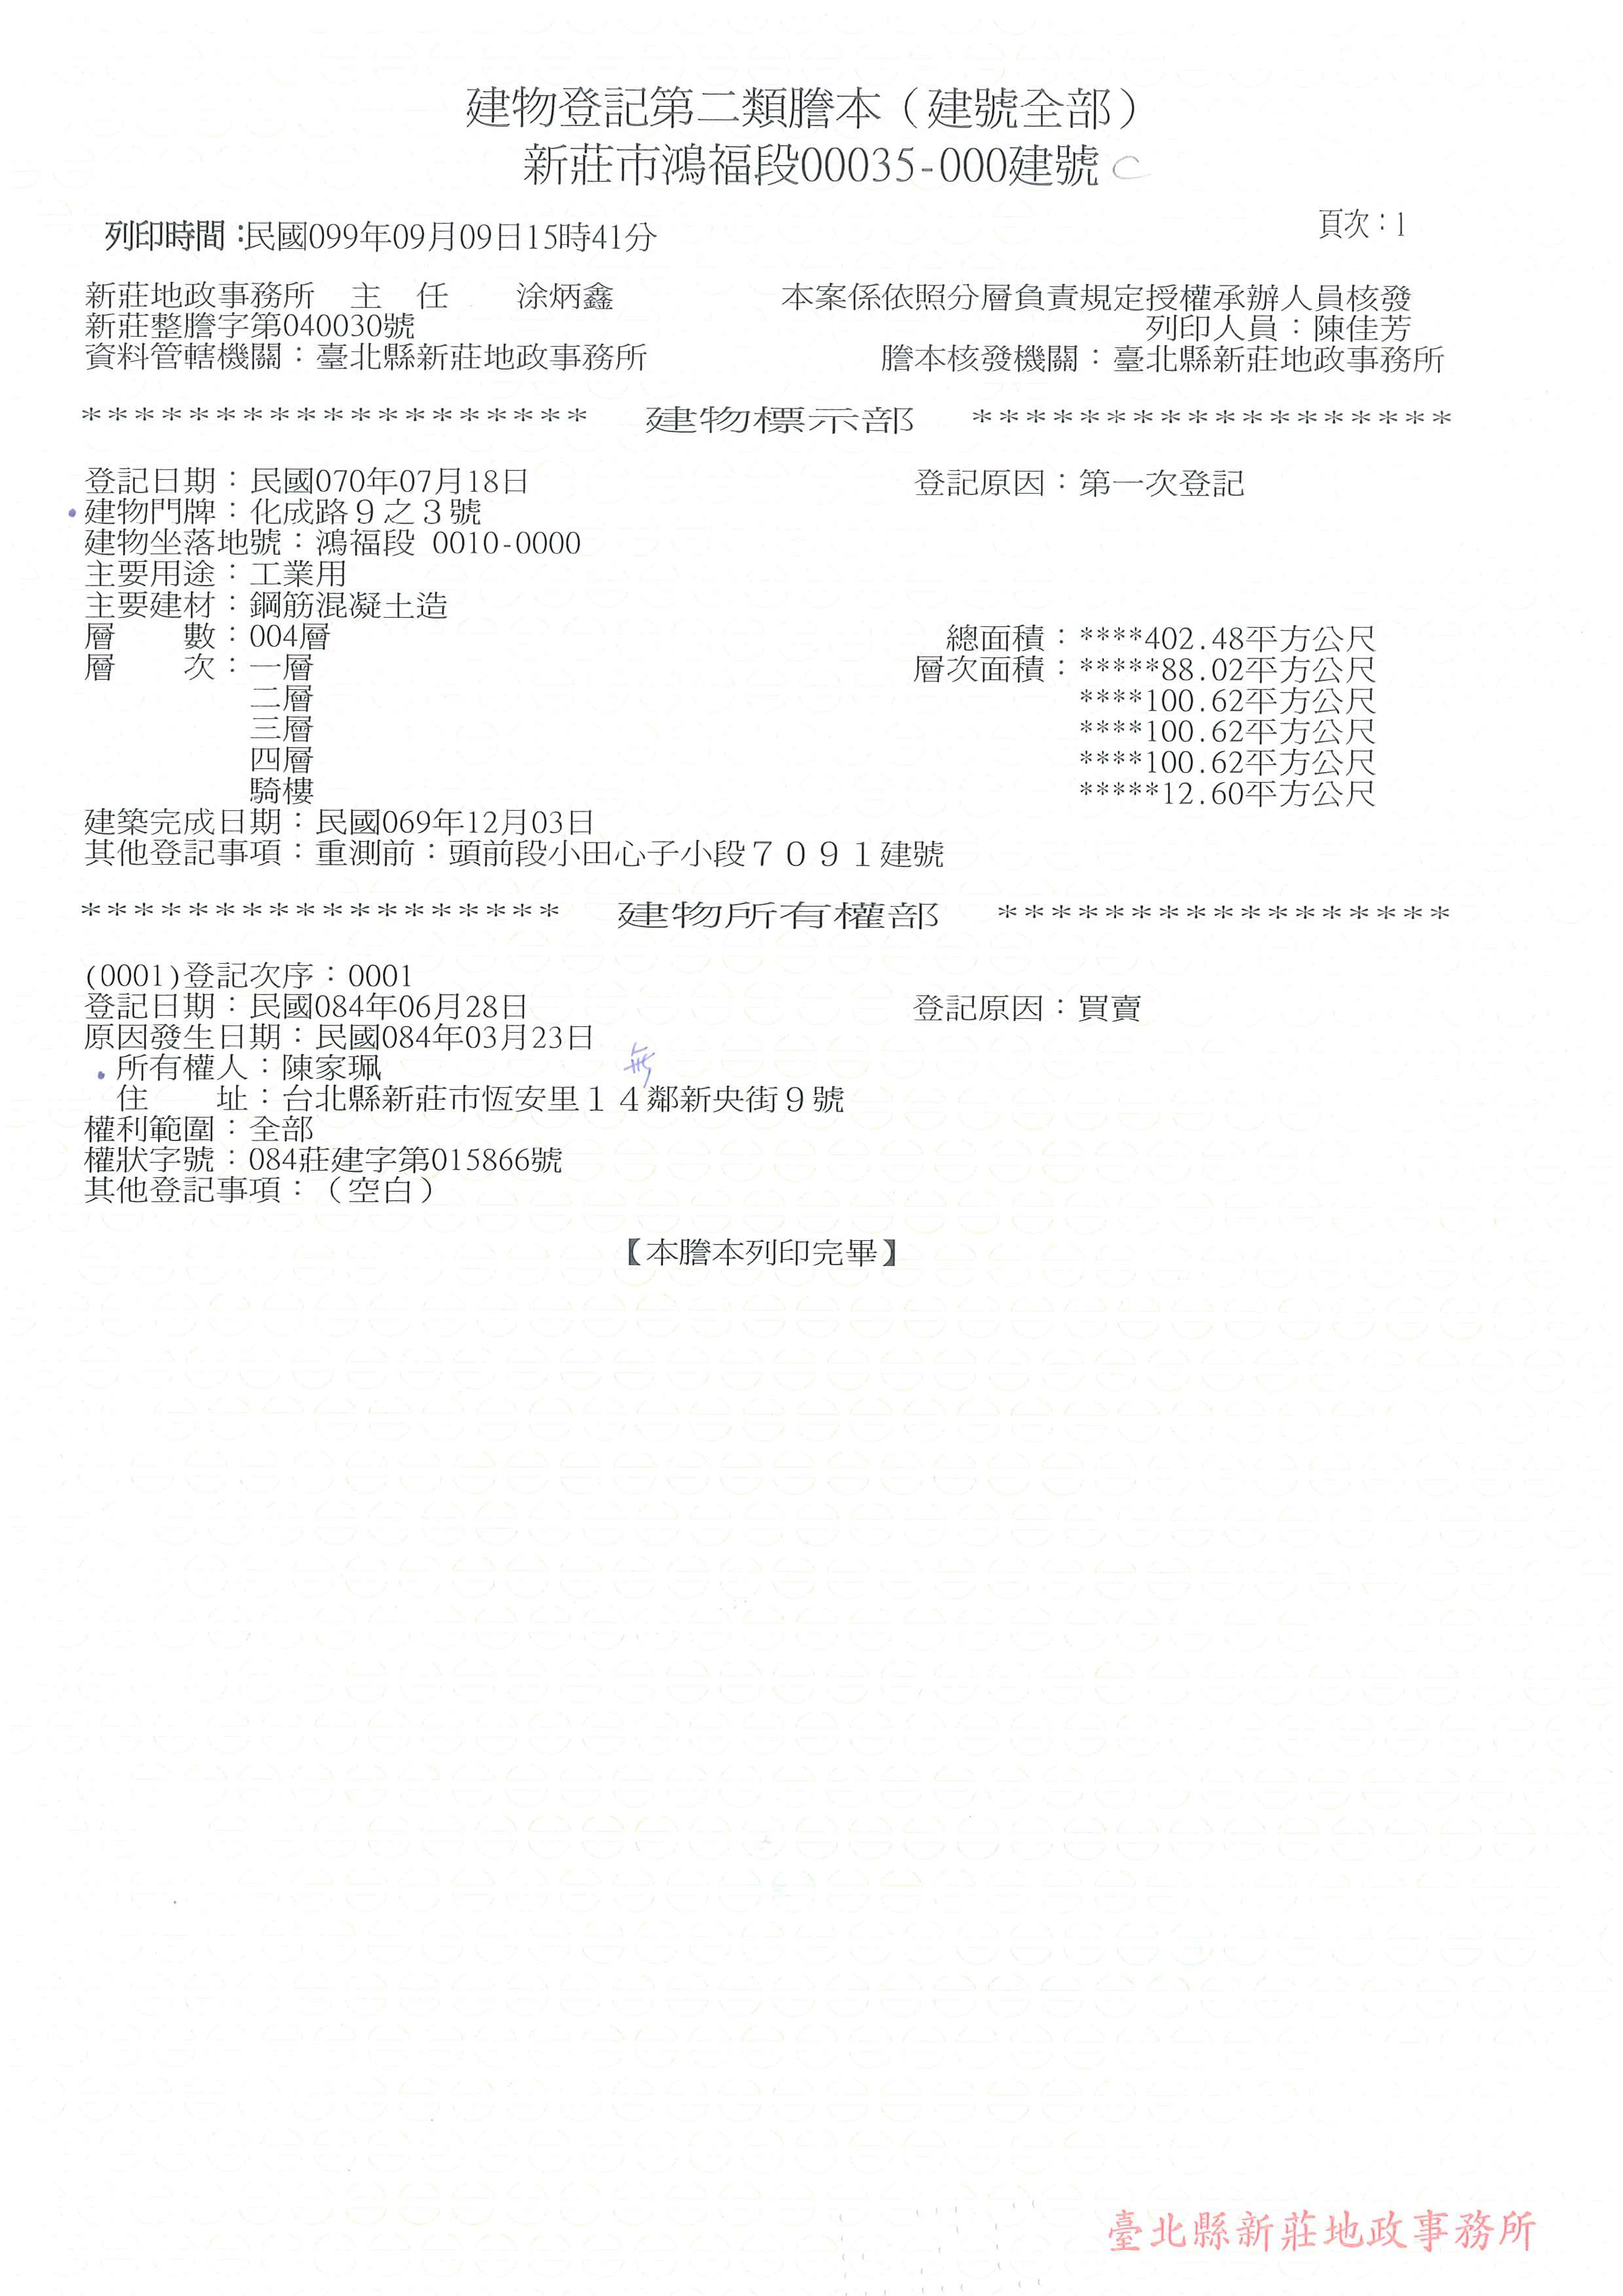 建物登記第二類謄本（建號全部）
新莊市鴻福段00035-000建號
列印時間：民國099年09月09日15時41分
頁次：1
新莊地政事務所　主　任　　涂炳鑫
本案係依照分層負責規定授權承辦人員核發
新莊整謄字第040030號
列印人員：陳佳芳
資料管轄機關：臺北縣新莊地政事務所
謄本核發機關：臺北縣新莊地政事務所
******************* 建物標示部 ******************
登記日期：民國070年07月18日
登記原因：第一次登記
建物門牌：化成路９之３號
建物坐落地號：鴻福段 0010-0000
主要用途：工業用
主要建材：鋼筋混凝土造
層　　數：004層
總面積：****402.48平方公尺
層　　次：一層
層次面積：*****88.02平方公尺
二層
****100.62平方公尺
三層
****100.62平方公尺
四層
****100.62平方公尺
騎樓
*****12.60平方公尺
建築完成日期：民國069年12月03日
其他登記事項：重測前：頭前段小田心子小段７０９１建號
****************** 建物所有權部 *****************
(0001)登記次序：0001
登記日期：民國084年06月28日
登記原因：買賣
原因發生日期：民國084年03月23日
所有權人：陳家珮
無
住　　址：台北縣新莊市恆安里１４鄰新央街９號
權利範圍：全部
權狀字號：084莊建字第015866號
其他登記事項：（空白）
【本謄本列印完畢】
臺北縣新莊地政事務所